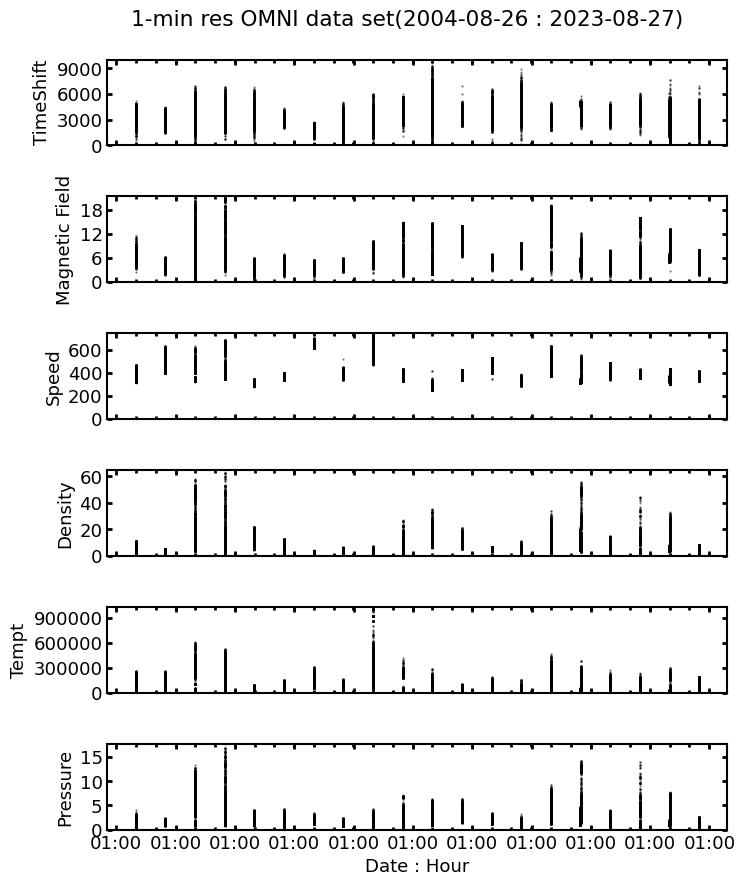 1-min res OMNI data set(2004-08-26 : 2023-08-27)
9000
6000
3000
0
TimeShift
18
12
6
0
Magnetic Field
600
400
200
0
Speed
60
40
20
0
Density
900000
600000
300000
0
Tempt
15
10
5
0
Pressure
01:00 01:00 01:00 01:00 01:00 01:00 01:00 01:00 01:00 01:00 01:00
Date : Hour